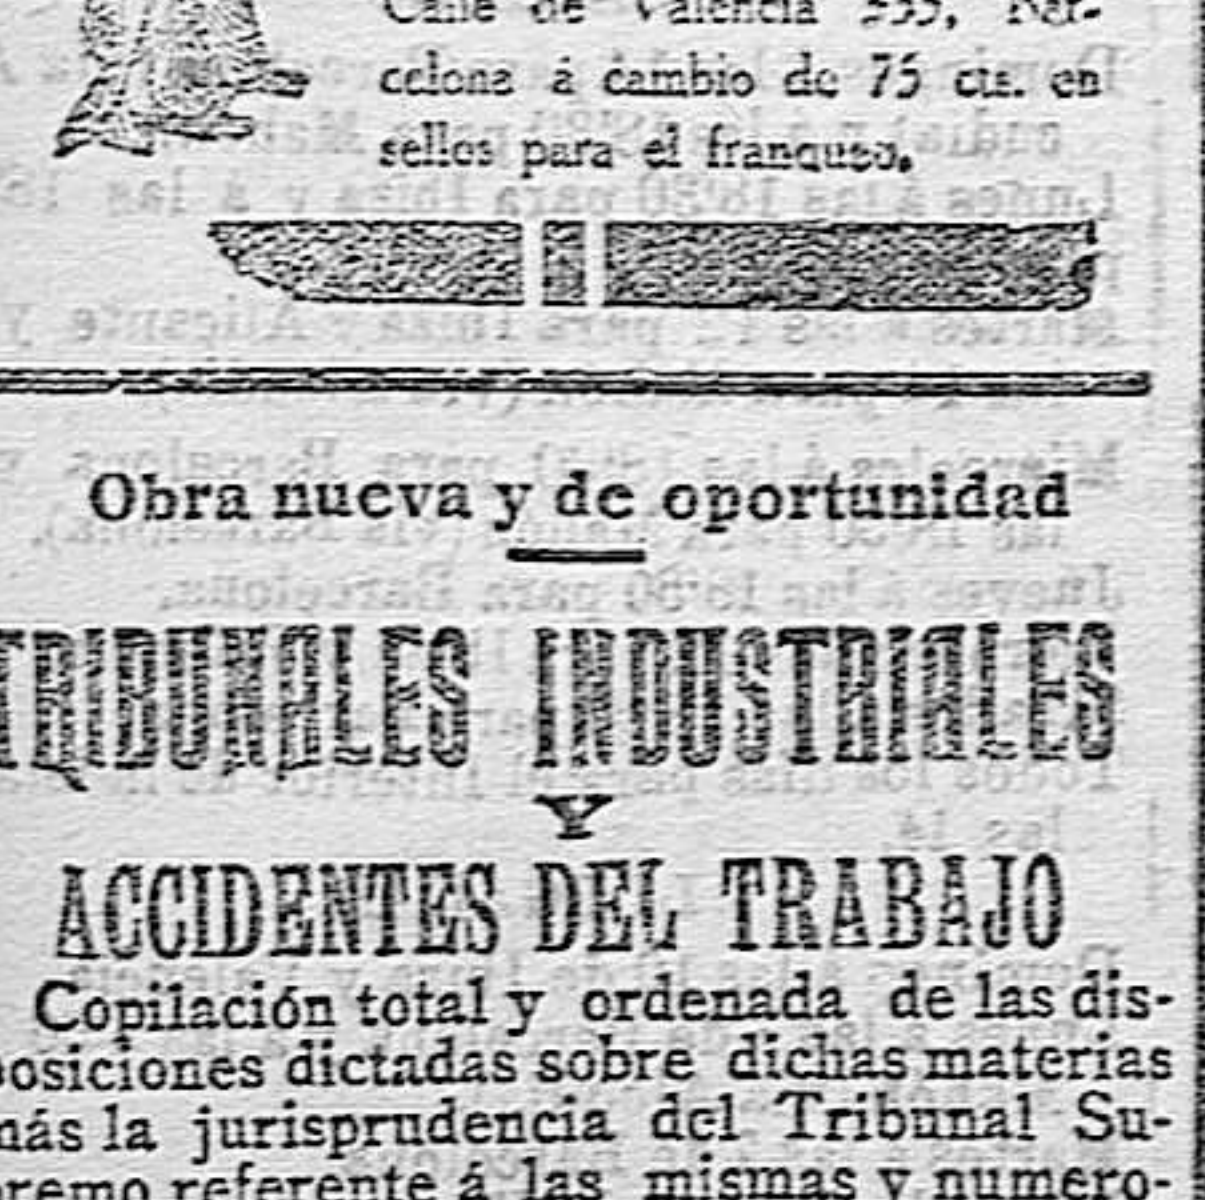 Calle de Valencia 333, Bar-
celona á cambio de 75 cts. en
sellos para el franqueo.
Obra nueva y de oportunidad
TRIBUNALES INDUSTRIALES
Y
ACCIDENTES DEL TRABAJO
Copilación total y ordenada de las dis-
posiciones dictadas sobre dichas materias
más la jurisprudencia del Tribunal Su-
premo referente á las mismas y numero-